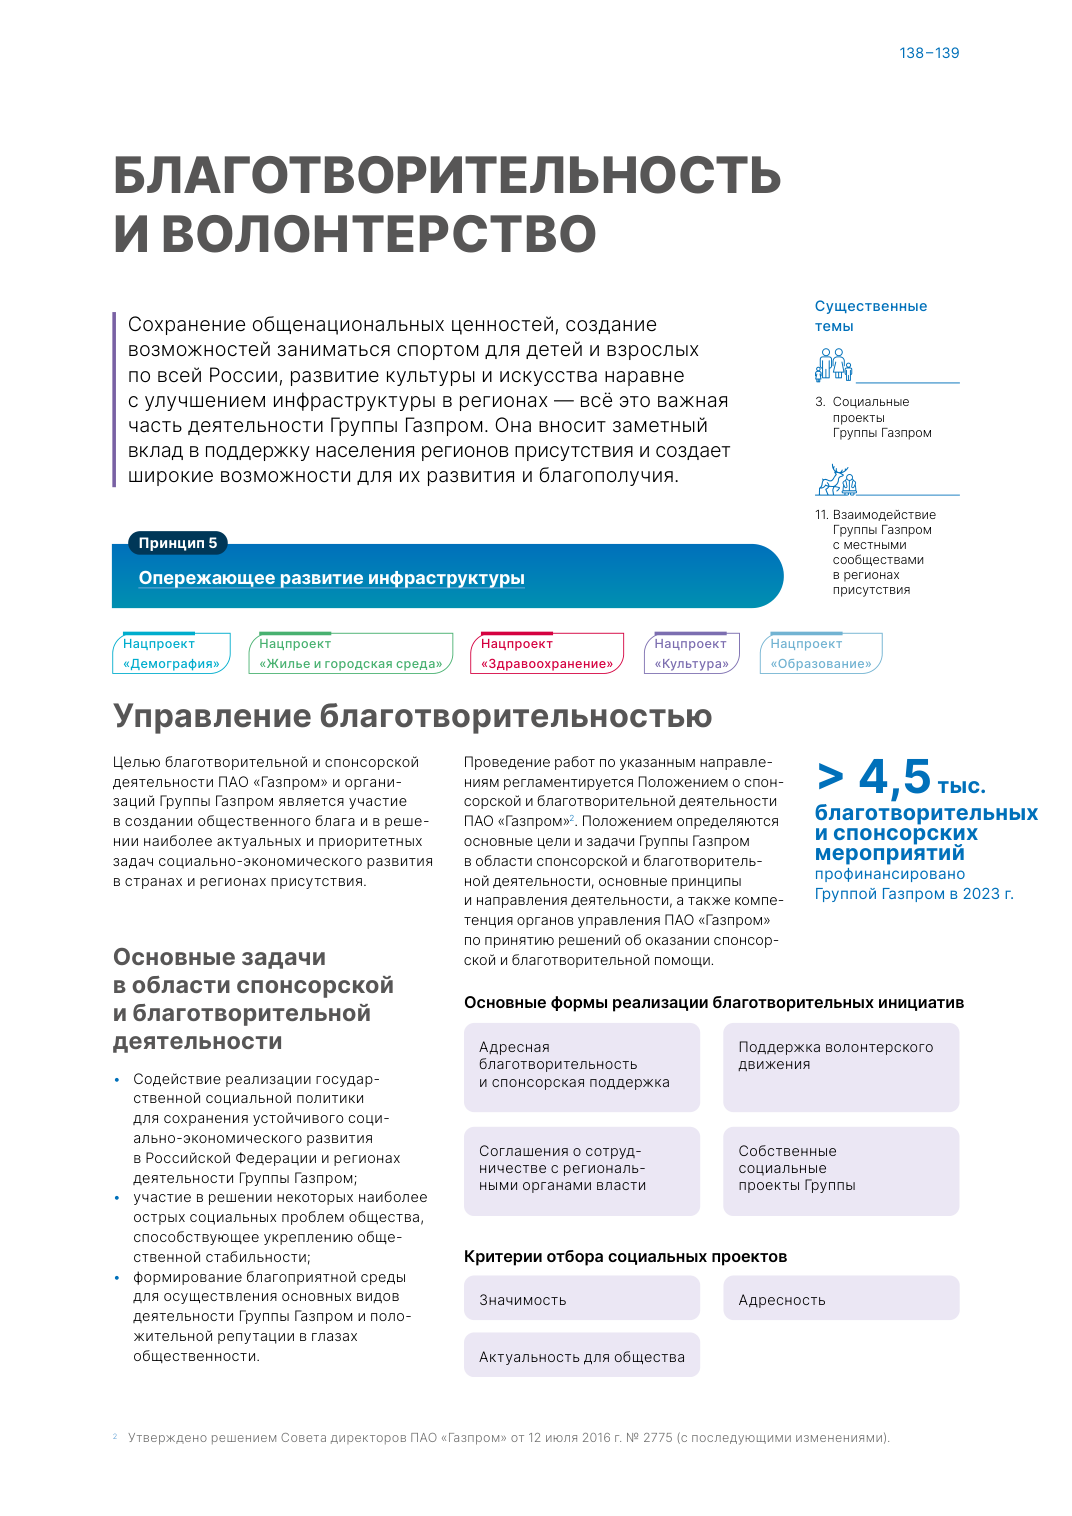 138–139
БЛАГОТВОРИТЕЛЬНОСТЬ
И ВОЛОНТЕРСТВО
Сохранение общенациональных ценностей, создание
возможностей заниматься спортом для детей и взрослых
по всей России, развитие культуры и искусства наравне
с улучшением инфраструктуры в регионах — всё это важная
часть деятельности Группы Газпром. Она вносит заметный
вклад в поддержку населения регионов присутствия и создает
широкие возможности для их развития и благополучия.
Существенные
темы
3. Социальные
проекты
Группы Газпром
11. Взаимодействие
Группы Газпром
с местными
сообществами
в регионах
присутствия
Принцип 5
Опережающее развитие инфраструктуры
Нацпроект
«Демография»
Нацпроект
«Жилье и городская среда»
Нацпроект
«Здравоохранение»
Нацпроект
«Культура»
Нацпроект
«Образование»
Управление благотворительностью
Целью благотворительной и спонсорской
деятельности ПАО «Газпром» и органи-
заций Группы Газпром является участие
в создании общественного блага и в реше-
нии наиболее актуальных и приоритетных
задач социально-экономического развития
в странах и регионах присутствия.
Основные задачи
в области спонсорской
и благотворительной
деятельности
• Содействие реализации государ-
ственной социальной политики
для сохранения устойчивого соци-
ально-экономического развития
в Российской Федерации и регионах
деятельности Группы Газпром;
• участие в решении некоторых наиболее
острых социальных проблем общества,
способствующее укреплению обще-
ственной стабильности;
• формирование благоприятной среды
для осуществления основных видов
деятельности Группы Газпром и поло-
жительной репутации в глазах
общественности.
Проведение работ по указанным направле-
ниям регламентируется Положением о спон-
сорской и благотворительной деятельности
ПАО «Газпром»². Положением определяются
основные цели и задачи Группы Газпром
в области спонсорской и благотворитель-
ной деятельности, основные принципы
и направления деятельности, а также компе-
тенция органов управления ПАО «Газпром»
по принятию решений об оказании спонсор-
ской и благотворительной помощи.
> 4,5 тыс.
благотворительных
и спонсорских
мероприятий
профинансировано
Группой Газпром в 2023 г.
Основные формы реализации благотворительных инициатив
Адресная
благотворительность
и спонсорская поддержка
Поддержка волонтерского
движения
Соглашения о сотруд-
ничестве с региональ-
ными органами власти
Собственные
социальные
проекты Группы
Критерии отбора социальных проектов
Значимость
Адресность
Актуальность для общества
² Утверждено решением Совета директоров ПАО «Газпром» от 12 июля 2016 г. № 2775 (с последующими изменениями).